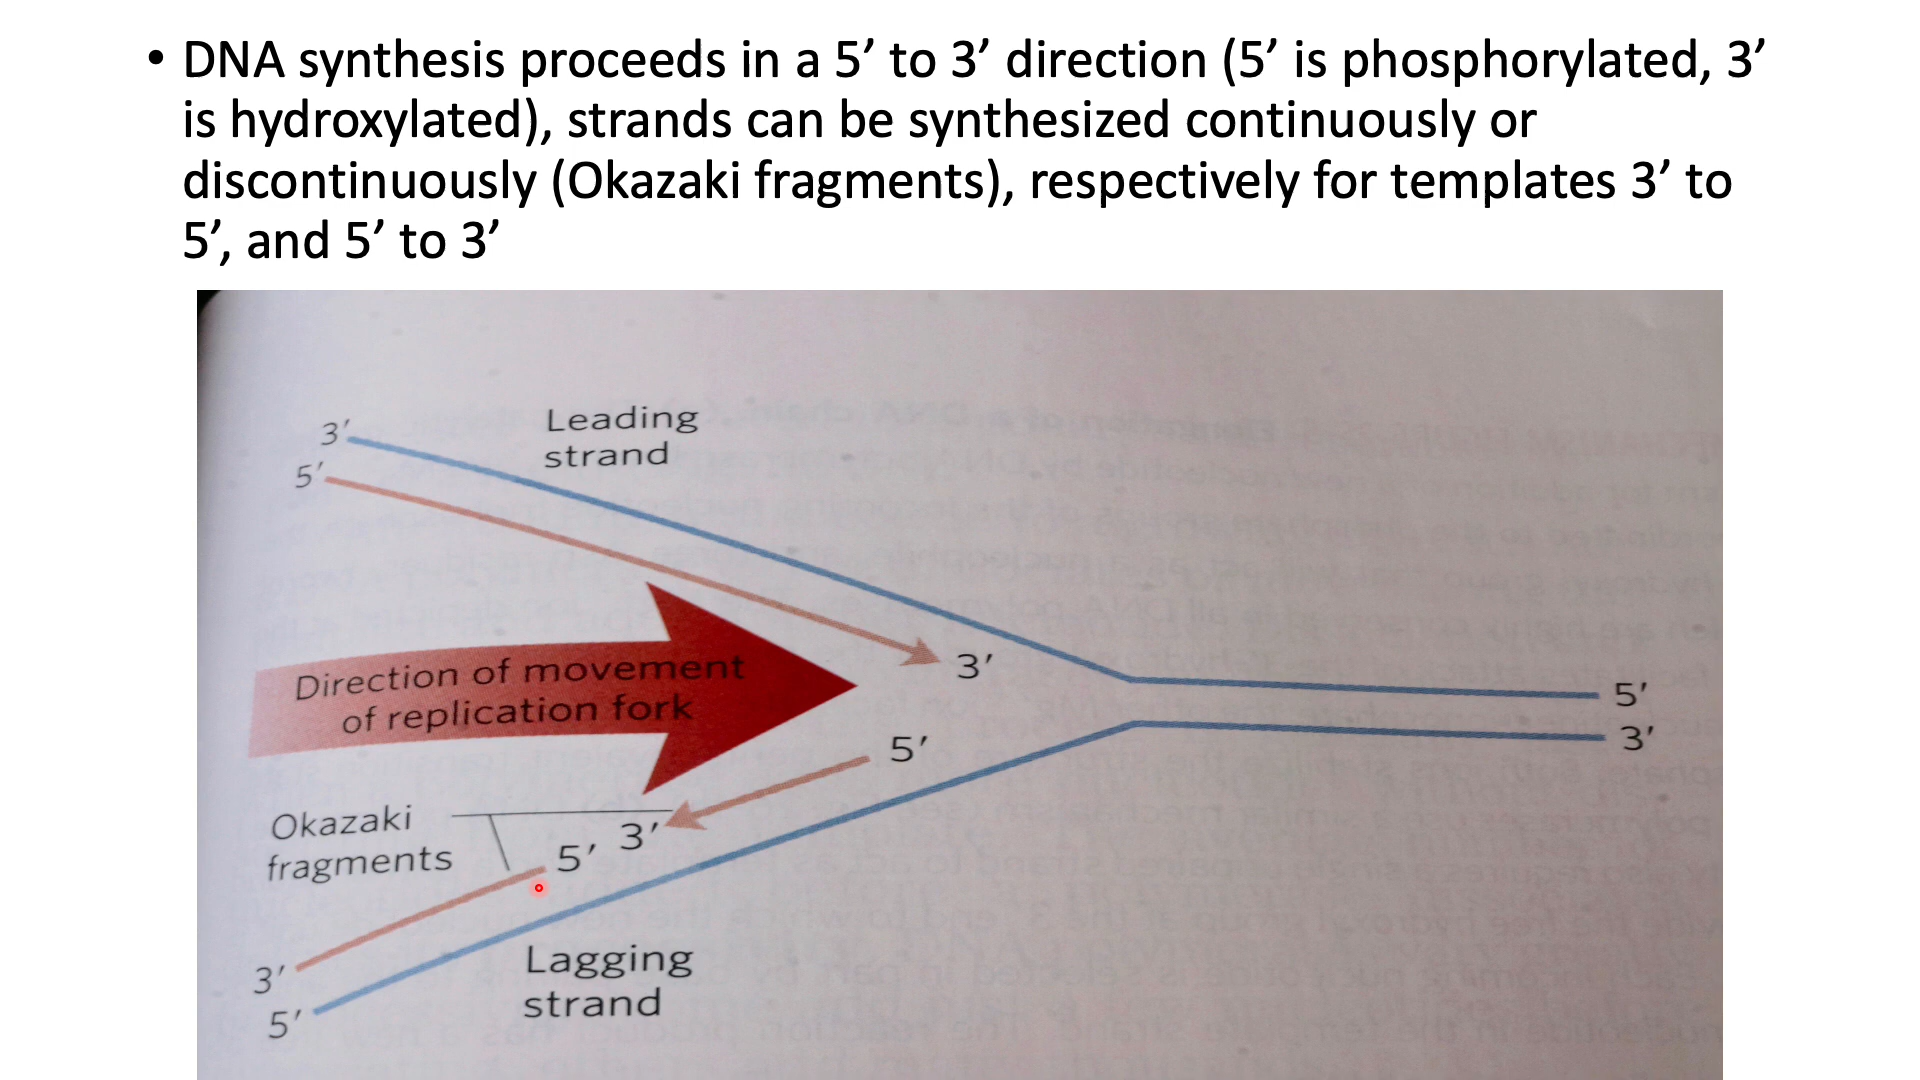 • DNA synthesis proceeds in a 5’ to 3’ direction (5’ is phosphorylated, 3’
is hydroxylated), strands can be synthesized continuously or
discontinuously (Okazaki fragments), respectively for templates 3’ to
5’, and 5’ to 3’
3′
Leading
strand
5′
3′
Direction of movement
of replication fork
5′
3′
5′
Okazaki
fragments
3′
5′
3′
5′
Lagging
strand
5′